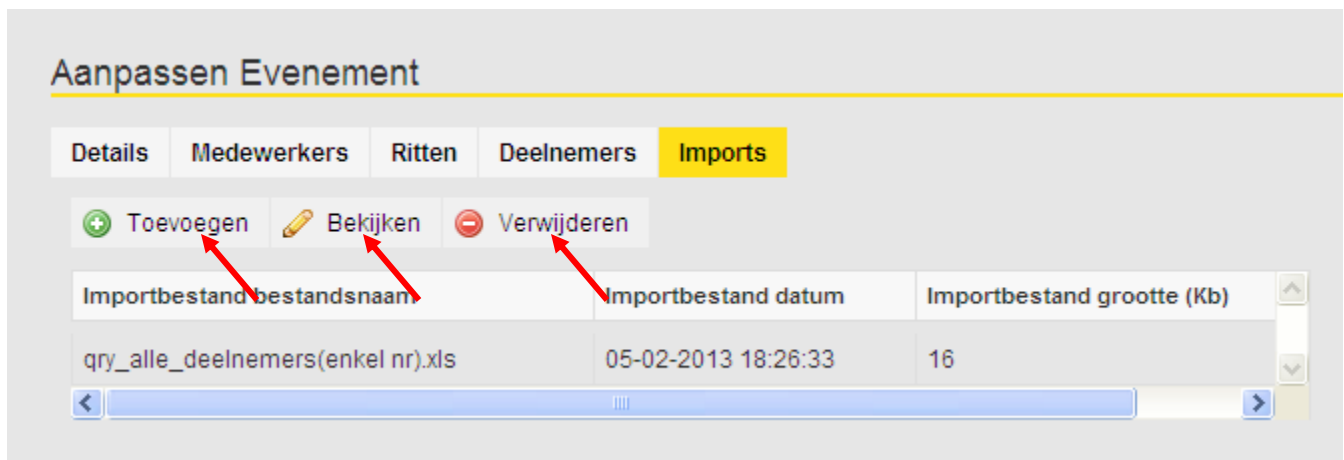 Aanpassen Evenement
Details Medewerkers Ritten Deelnemers Imports
Toevoegen Bekijken Verwijderen
Importbestand bestandsnaam Importbestand datum Importbestand grootte (Kb)
qry_alle_deelnemers(enkel nr).xls 05-02-2013 18:26:33 16